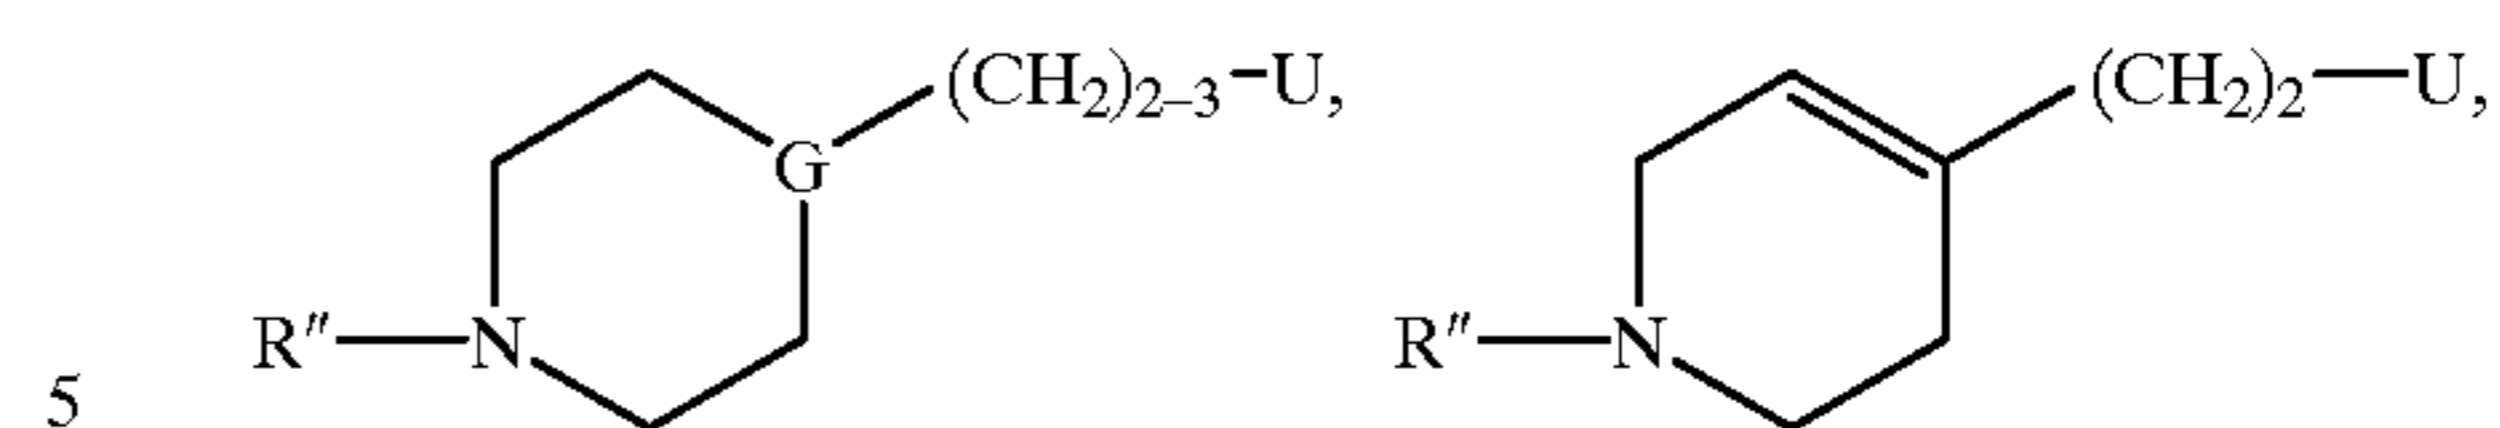 (CH₂)₂₋₃—U, (CH₂)₂—U,
G
R″—N R″—N
5